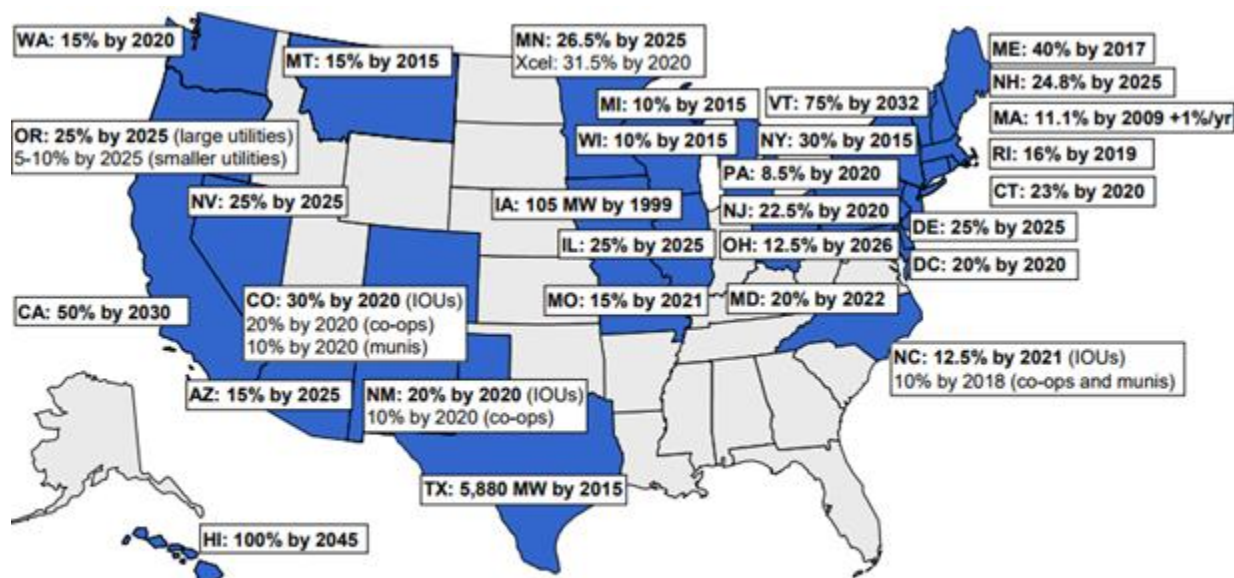 WA: 15% by 2020
MT: 15% by 2015
MN: 26.5% by 2025
Xcel: 31.5% by 2020
ME: 40% by 2017
NH: 24.8% by 2025
MI: 10% by 2015
VT: 75% by 2032
MA: 11.1% by 2009 +1%/yr
OR: 25% by 2025 (large utilities)
5-10% by 2025 (smaller utilities)
WI: 10% by 2015
NY: 30% by 2015
RI: 16% by 2019
PA: 8.5% by 2020
CT: 23% by 2020
NV: 25% by 2025
IA: 105 MW by 1999
NJ: 22.5% by 2020
DE: 25% by 2025
IL: 25% by 2025
OH: 12.5% by 2026
DC: 20% by 2020
CA: 50% by 2030
CO: 30% by 2020 (IOUs)
20% by 2020 (co-ops)
10% by 2020 (munis)
MO: 15% by 2021
MD: 20% by 2022
NC: 12.5% by 2021 (IOUs)
10% by 2018 (co-ops and munis)
AZ: 15% by 2025
NM: 20% by 2020 (IOUs)
10% by 2020 (co-ops)
TX: 5,880 MW by 2015
HI: 100% by 2045